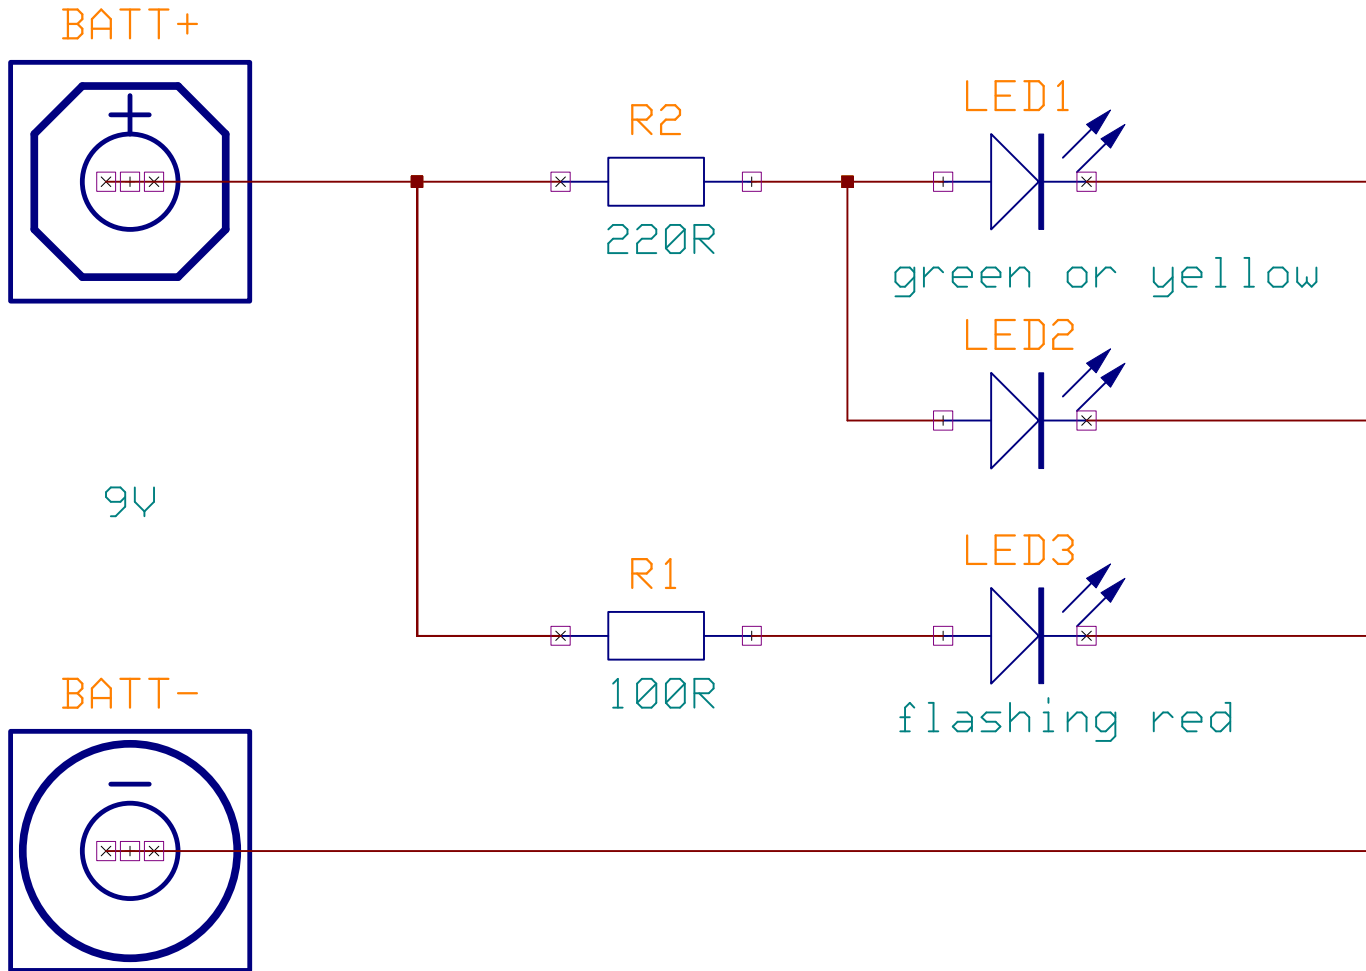 BATT+
LED1
R2
220R
green or yellow
LED2
9V
LED3
R1
100R
BATT-
flashing red